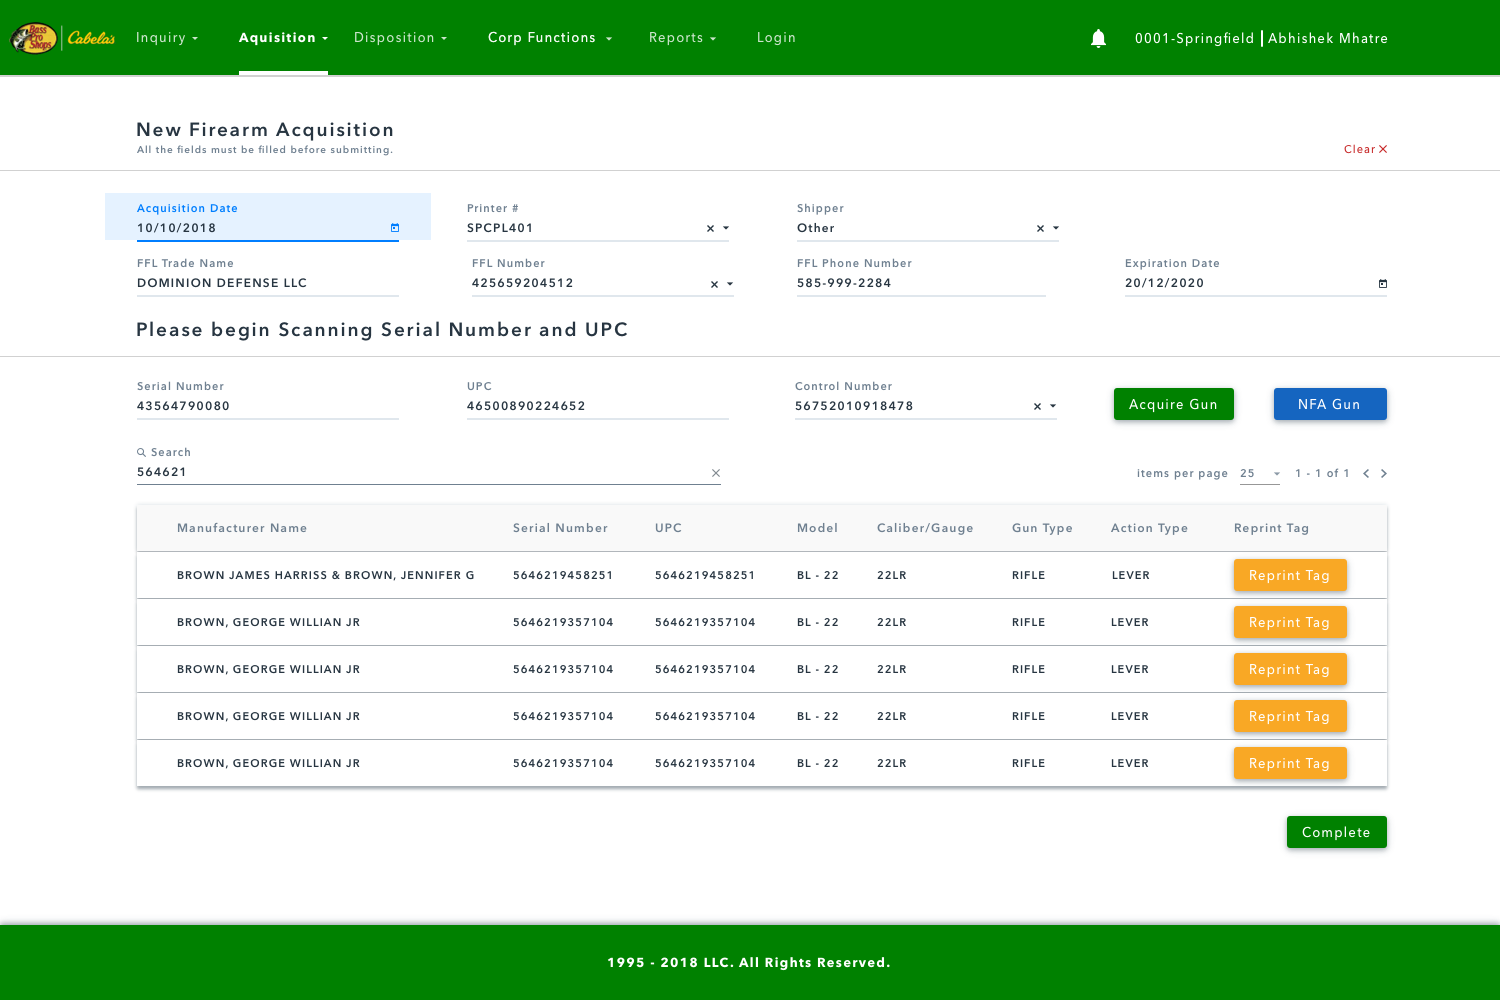 Bass Pro Shops Cabela's Inquiry Aquisition Disposition Corp Functions Reports Login 0001-Springfield Abhishek Mhatre
New Firearm Acquisition
All the fields must be filled before submitting.
Clear
Acquisition Date Printer # Shipper
10/10/2018 SPCPL401 Other
FFL Trade Name FFL Number FFL Phone Number Expiration Date
DOMINION DEFENSE LLC 425659204512 585-999-2284 20/12/2020
Please begin Scanning Serial Number and UPC
Serial Number UPC Control Number
43564790080 46500890224652 56752010918478 Acquire Gun NFA Gun
Search
564621 items per page 25 1 - 1 of 1
Manufacturer Name Serial Number UPC Model Caliber/Gauge Gun Type Action Type Reprint Tag
BROWN JAMES HARRISS & BROWN, JENNIFER G 5646219458251 5646219458251 BL - 22 22LR RIFLE LEVER Reprint Tag
BROWN, GEORGE WILLIAN JR 5646219357104 5646219357104 BL - 22 22LR RIFLE LEVER Reprint Tag
BROWN, GEORGE WILLIAN JR 5646219357104 5646219357104 BL - 22 22LR RIFLE LEVER Reprint Tag
BROWN, GEORGE WILLIAN JR 5646219357104 5646219357104 BL - 22 22LR RIFLE LEVER Reprint Tag
BROWN, GEORGE WILLIAN JR 5646219357104 5646219357104 BL - 22 22LR RIFLE LEVER Reprint Tag
Complete
1995 - 2018 LLC. All Rights Reserved.